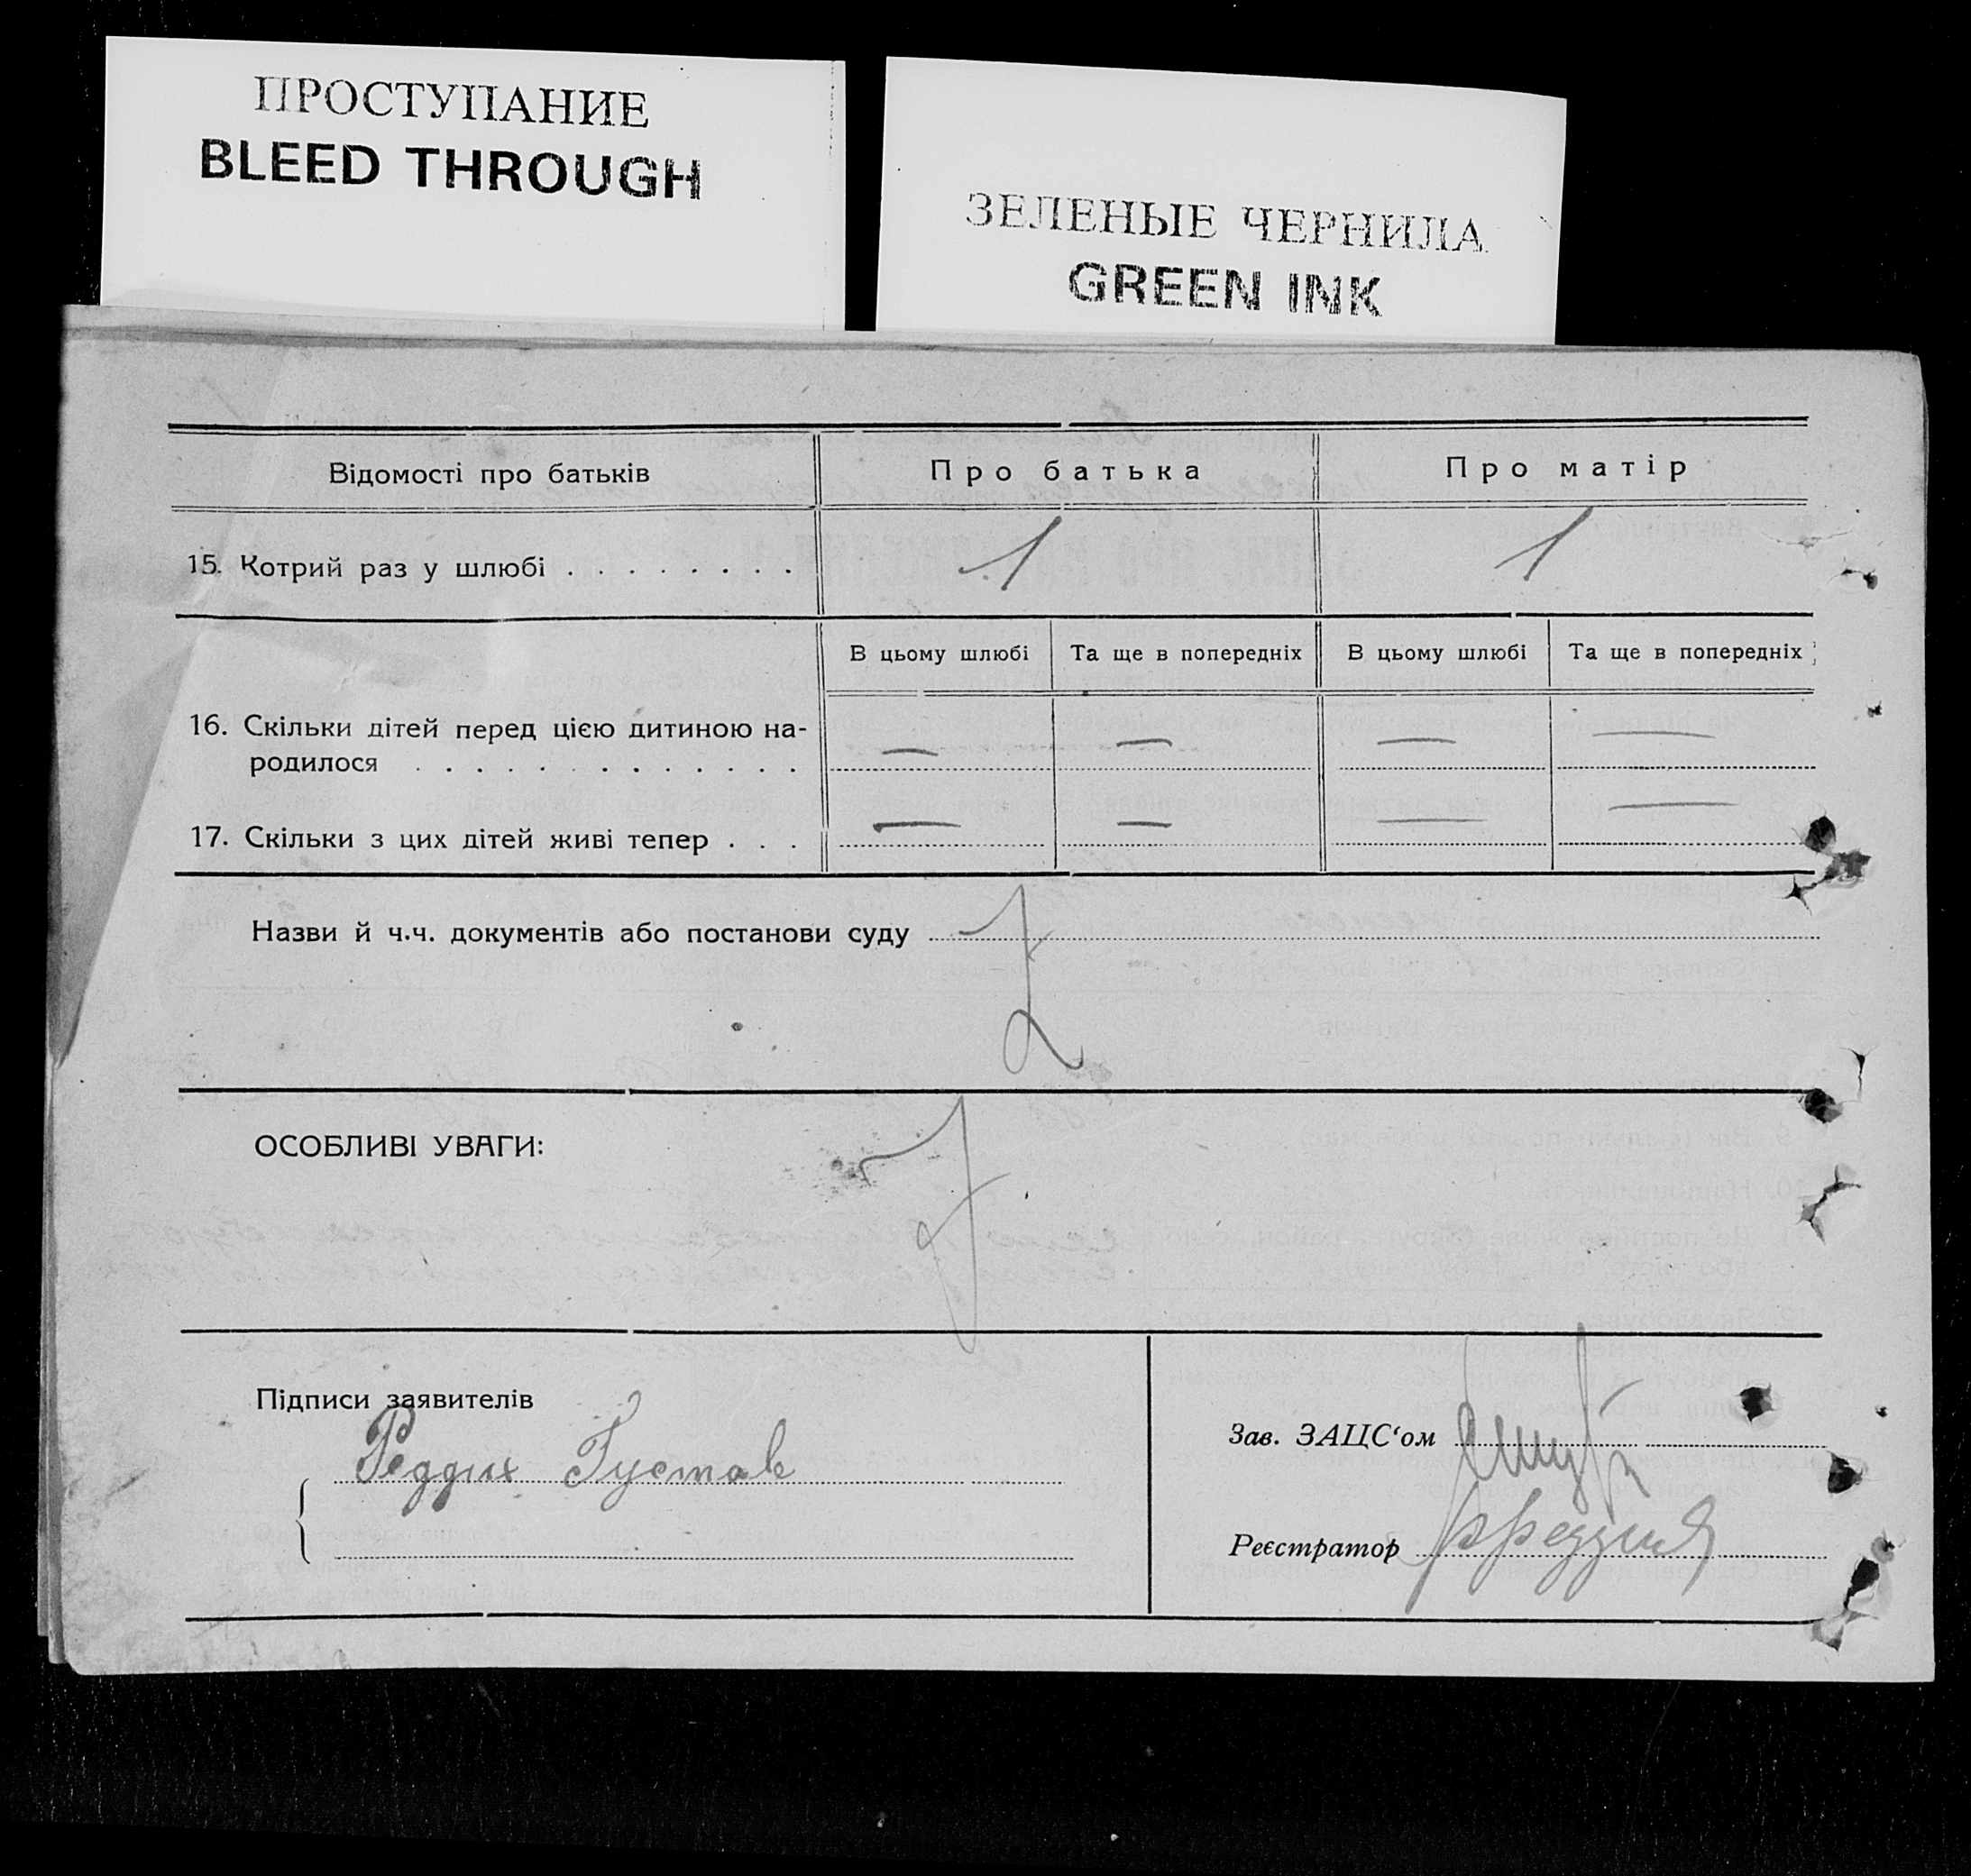 ПРОСТУПАНИЕ
BLEED THROUGH
ЗЕЛЕНЫЕ ЧЕРНИЛА
GREEN INK
Відомості про батьків Про батька Про матір
15. Котрий раз у шлюбі . . . . . . . . 1 1
В цьому шлюбі Та ще в попередніх В цьому шлюбі Та ще в попередніх
16. Скільки дітей перед цією дитиною на- — — — —
родилося . . . . . . . . . . . . .
17. Скільки з цих дітей живі тепер . . . — — — —
Назви й ч.ч. документів або постанови суду
ОСОБЛИВІ УВАГИ:
Підписи заявителів
Реддих Густав
Зав. ЗАЦС‘ом
Реєстратор